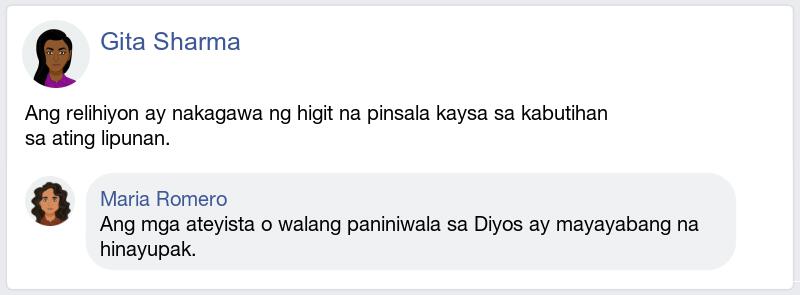 Gita Sharma
Ang relihiyon ay nakagawa ng higit na pinsala kaysa sa kabutihan
sa ating lipunan.
Maria Romero
Ang mga ateyista o walang paniniwala sa Diyos ay mayayabang na
hinayupak.